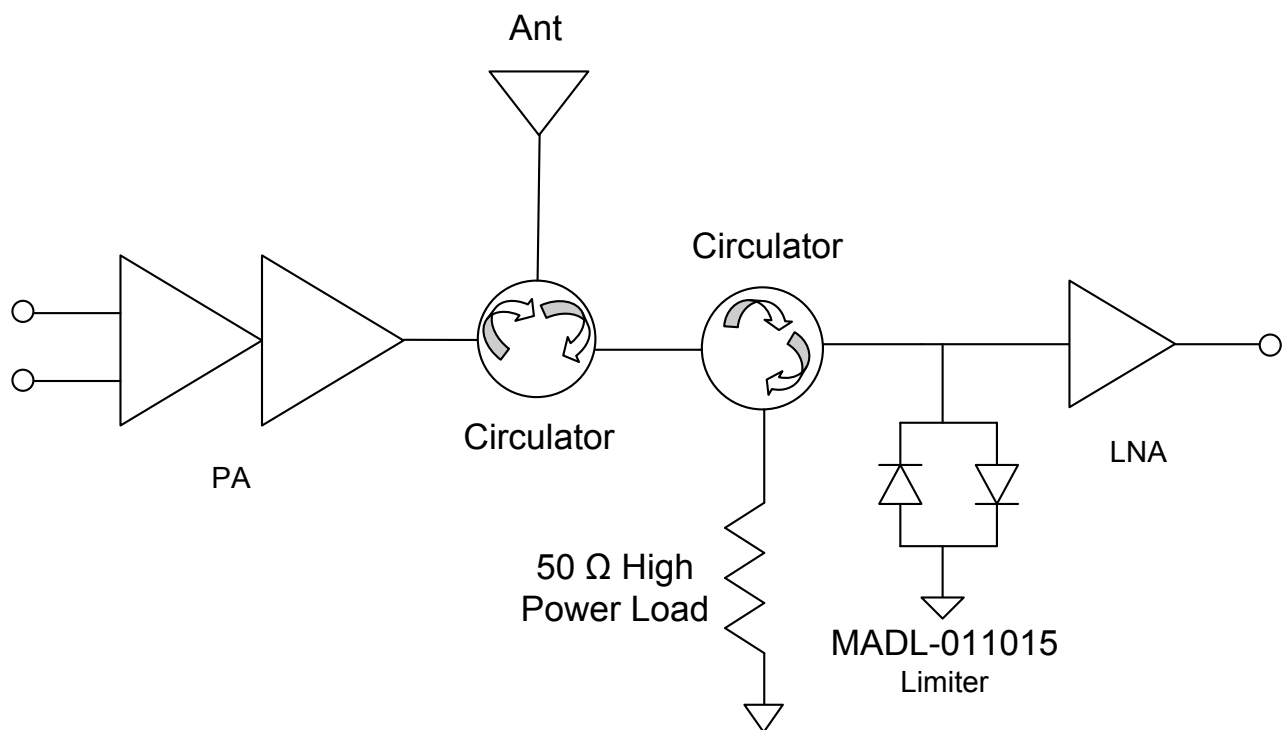 Ant
Circulator
Circulator
PA
LNA
50 Ω High
Power Load
MADL-011015
Limiter